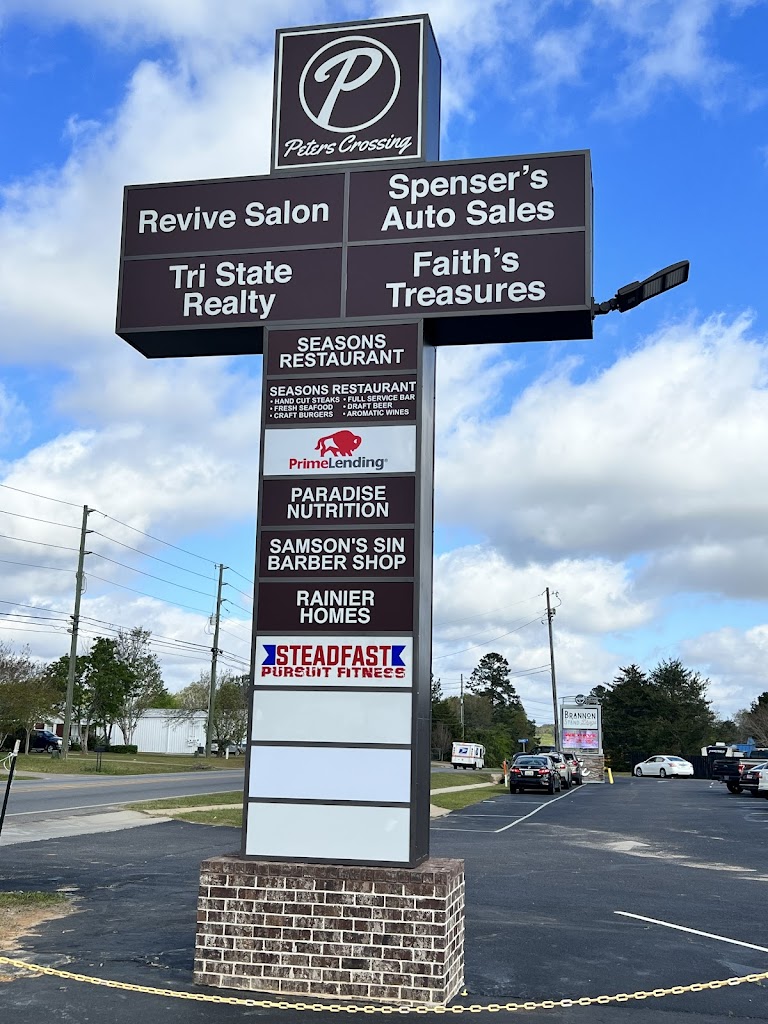 P
Peters Crossing
Revive Salon
Spenser's
Auto Sales
Tri State
Realty
Faith's
Treasures
SEASONS
RESTAURANT
SEASONS RESTAURANT
• HAND CUT STEAKS • FULL SERVICE BAR
• FRESH SEAFOOD • DRAFT BEER
• CRAFT BURGERS • AROMATIC WINES
PrimeLending®
PARADISE
NUTRITION
SAMSON'S SIN
BARBER SHOP
RAINIER
HOMES
STEADFAST
PURSUIT FITNESS
BRANNON